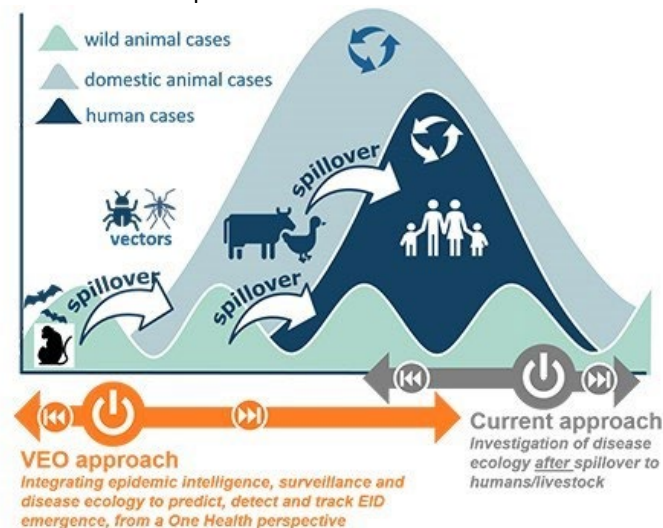 wild animal cases
domestic animal cases
human cases
spillover
vectors
spillover
spillover
VEO approach
Integrating epidemic intelligence, surveillance and
disease ecology to predict, detect and track EID
emergence, from a One Health perspective
Current approach
Investigation of disease
ecology after spillover to
humans/livestock